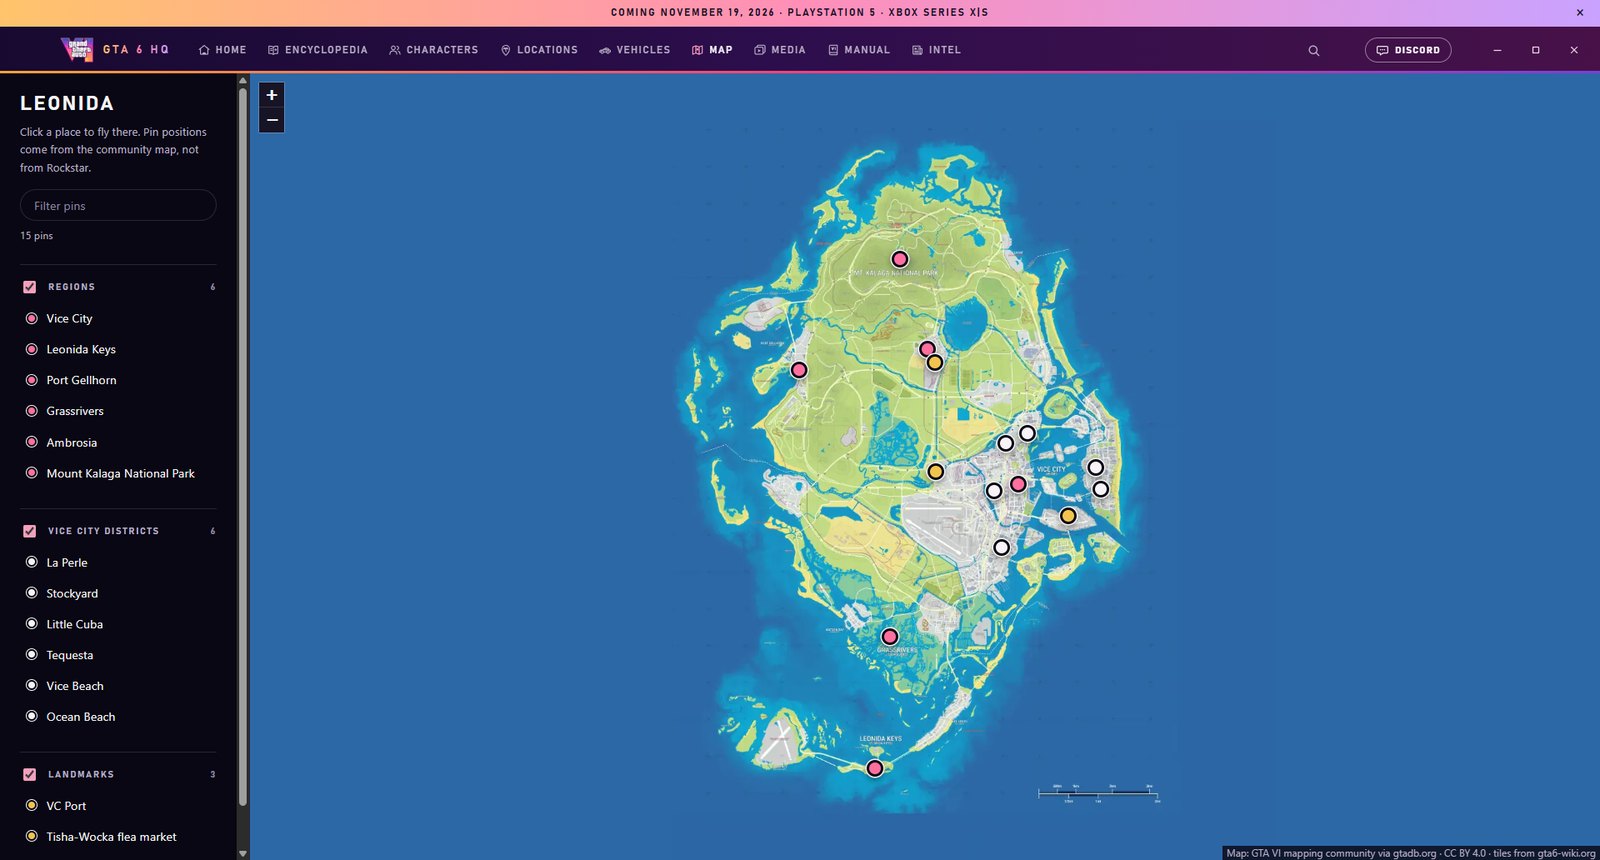 COMING NOVEMBER 19, 2026 · PLAYSTATION 5 · XBOX SERIES X|S
grand theft auto VI
GTA 6 HQ
HOME
ENCYCLOPEDIA
CHARACTERS
LOCATIONS
VEHICLES
MAP
MEDIA
MANUAL
INTEL
DISCORD
LEONIDA
Click a place to fly there. Pin positions
come from the community map, not
from Rockstar.
Filter pins
15 pins
REGIONS 6
Vice City
Leonida Keys
Port Gellhorn
Grassrivers
Ambrosia
Mount Kalaga National Park
VICE CITY DISTRICTS 6
La Perle
Stockyard
Little Cuba
Tequesta
Vice Beach
Ocean Beach
LANDMARKS 3
VC Port
Tisha-Wocka flea market
+
−
MT. KALAGA NATIONAL PARK
VICE CITY
GRASSRIVERS
LEONIDA KEYS
Map: GTA VI mapping community via gtadb.org · CC BY 4.0 · tiles from gta6-wiki.org